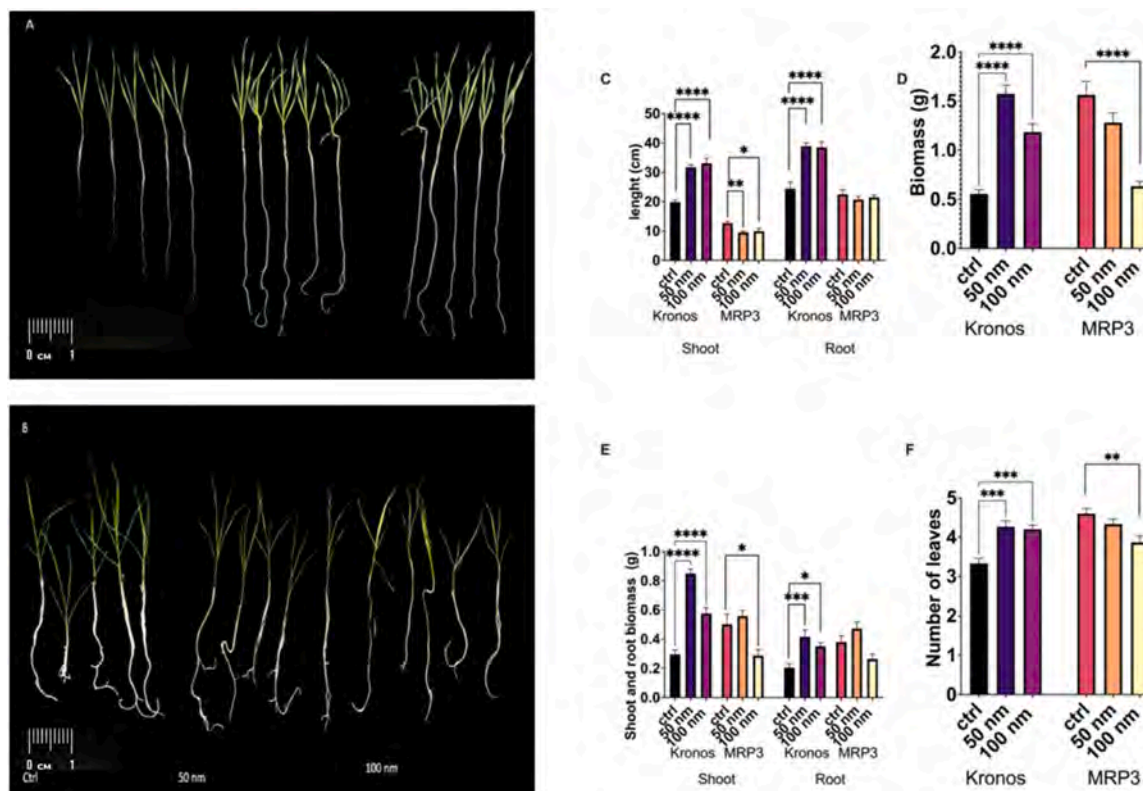 A
0 CM 1
B
0 CM 1
Ctrl
50 nm
100 nm
C
**** ****
**** ****
* **
lenght (cm)
50
40
30
20
10
0
ctrl 50 nm 100 nm ctrl 50 nm 100 nm ctrl 50 nm 100 nm ctrl 50 nm 100 nm
Kronos MRP3 Kronos MRP3
Shoot Root
D
**** ****
****
Biomass (g)
2.0
1.5
1.0
0.5
0.0
ctrl 50 nm 100 nm ctrl 50 nm 100 nm
Kronos MRP3
E
****
**** * *
***
Shoot and root biomass (g)
1.0
0.8
0.6
0.4
0.2
0.0
ctrl 50 nm 100 nm ctrl 50 nm 100 nm ctrl 50 nm 100 nm ctrl 50 nm 100 nm
Kronos MRP3 Kronos MRP3
Shoot Root
F
*** **
***
Number of leaves
5
4
3
2
1
0
ctrl 50 nm 100 nm ctrl 50 nm 100 nm
Kronos MRP3